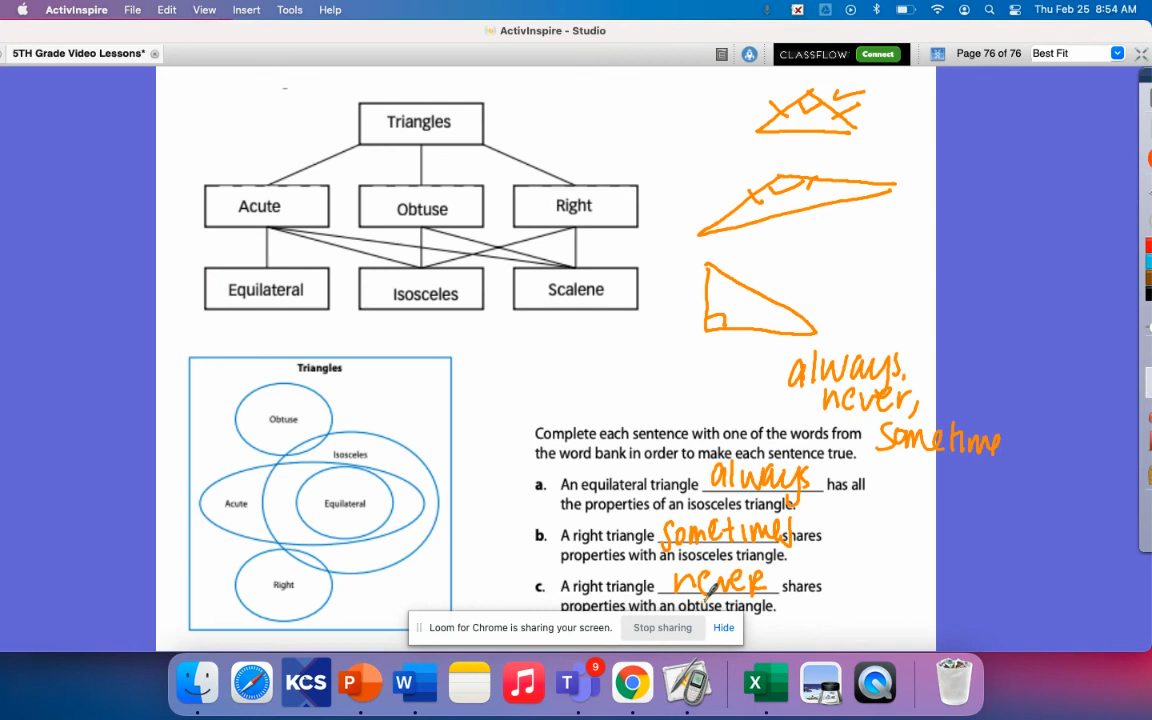 ActivInspire File Edit View Insert Tools Help Thu Feb 25 8:54 AM
ActivInspire - Studio
5TH Grade Video Lessons* CLASSFLOW Connect Page 76 of 76 Best Fit
Triangles
Acute Obtuse Right
Equilateral Isosceles Scalene
Triangles
Obtuse
Isosceles
Acute Equilateral
Right
always,
never,
sometime
Complete each sentence with one of the words from
the word bank in order to make each sentence true.
a. An equilateral triangle always has all
the properties of an isosceles triangle.
b. A right triangle sometimes shares
properties with an isosceles triangle.
c. A right triangle never shares
properties with an obtuse triangle.
Loom for Chrome is sharing your screen. Stop sharing Hide
KCS P W T 9 X